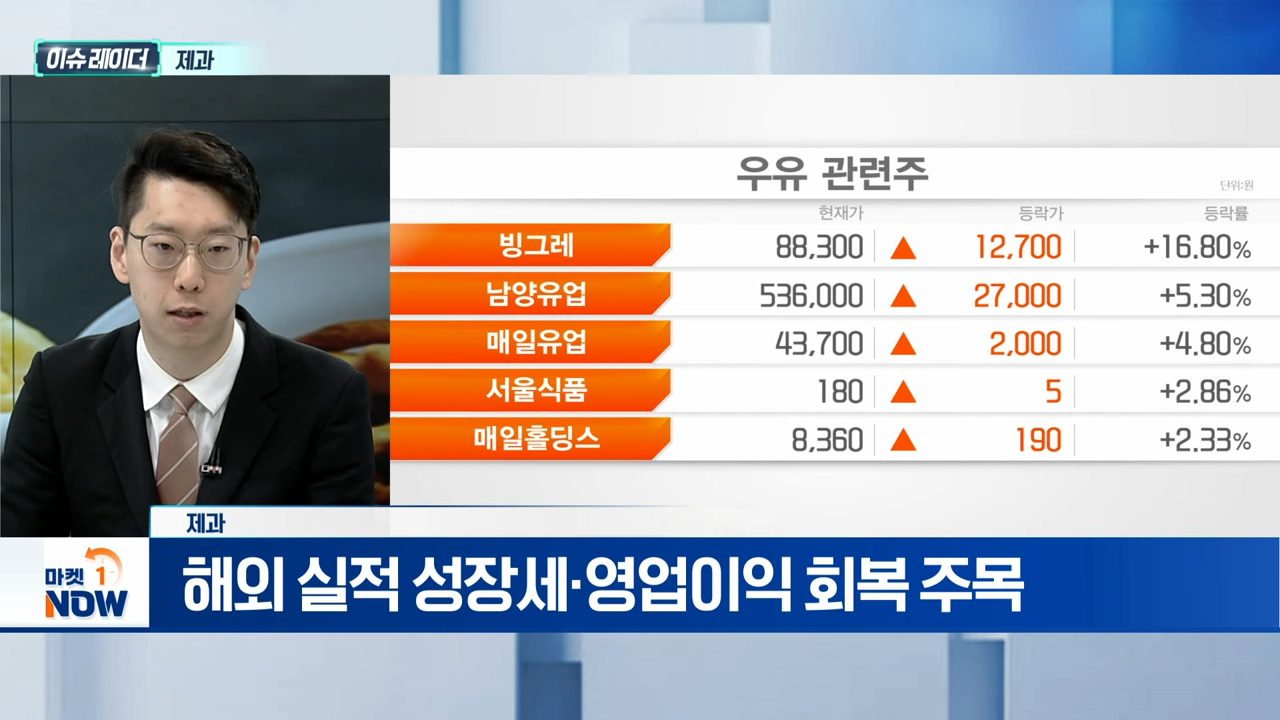 이슈레이더 제과
우유 관련주
단위:원
현재가 등락가 등락률
빙그레 88,300 ▲ 12,700 +16.80%
남양유업 536,000 ▲ 27,000 +5.30%
매일유업 43,700 ▲ 2,000 +4.80%
서울식품 180 ▲ 5 +2.86%
매일홀딩스 8,360 ▲ 190 +2.33%
제과
마켓 1
NOW
해외 실적 성장세·영업이익 회복 주목